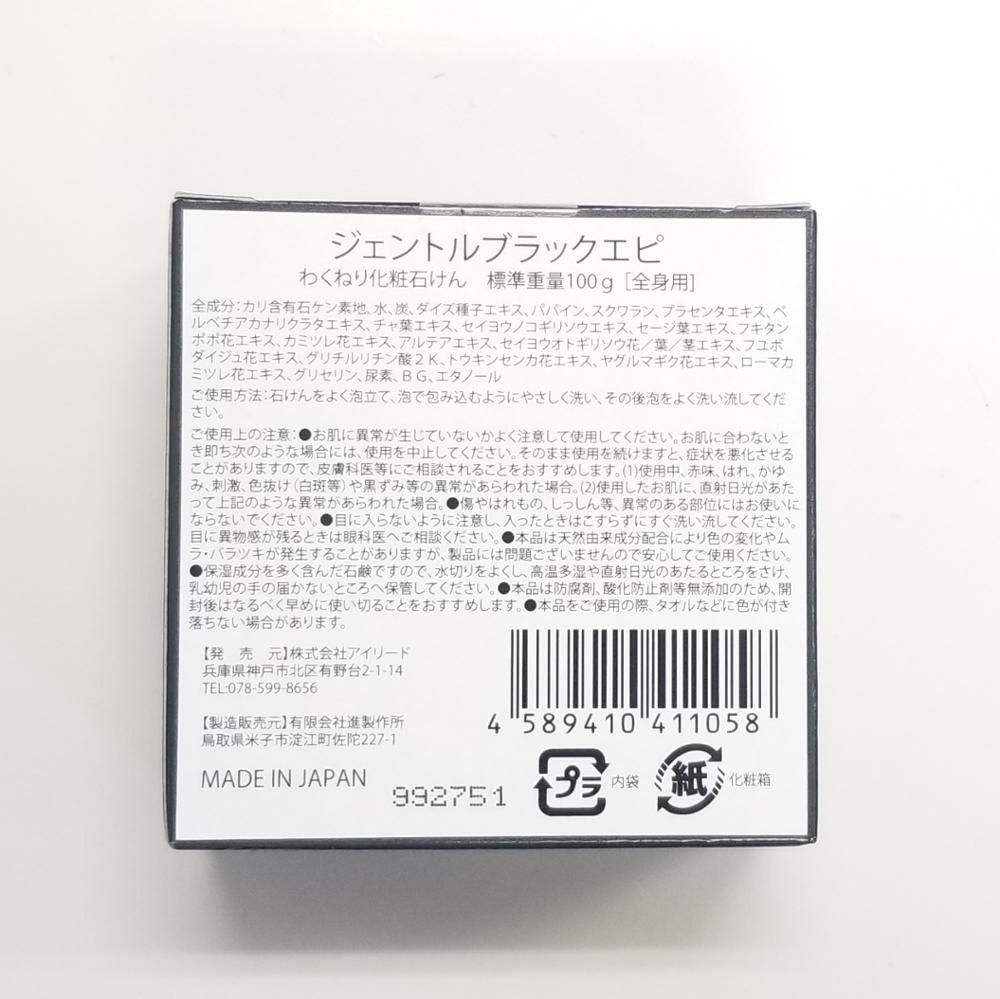 ジェントルブラックエピ
わくねり化粧石けん 標準重量100g [全身用]
全成分:カリ含有石ケン素地、水、炭、ダイズ種子エキス、パパイン、スクワラン、プラセンタエキス、ペ
ルベチアカナリクラタエキス、チャ葉エキス、セイヨウノコギリソウエキス、セージ葉エキス、フキタン
ポポ花エキス、カミツレ花エキス、アルテアエキス、セイヨウオトギリソウ花/葉/茎エキス、フユボ
ダイジュ花エキス、グリチルリチン酸2K、トウキンセンカ花エキス、ヤグルマギク花エキス、ローマカ
ミツレ花エキス、グリセリン、尿素、BG、エタノール
ご使用方法:石けんをよく泡立て、泡で包み込むようにやさしく洗い、その後泡をよく洗い流してくだ
さい。
ご使用上の注意:●お肌に異常が生じていないかよく注意して使用してください。お肌に合わないと
き即ち次のような場合には、使用を中止してください。そのまま使用を続けますと、症状を悪化させる
ことがありますので、皮膚科医等にご相談されることをおすすめします。(1)使用中、赤味、はれ、かゆ
み、刺激、色抜け(白斑等)や黒ずみ等の異常があらわれた場合。(2)使用したお肌に、直射日光があた
って上記のような異常があらわれた場合。●傷やはれもの、しっしん等、異常のある部位にはお使いに
ならないでください。●目に入らないように注意し、入ったときはこすらずにすぐ洗い流してください。
目に異物感が残るときは眼科医へご相談ください。●本品は天然由来成分配合により色の変化やム
ラ・バラツキが発生することがありますが、製品には問題ございませんので安心してご使用ください。
●保湿成分を多く含んだ石鹸ですので、水切りをよくし、高温多湿や直射日光のあたるところをさけ、
乳幼児の手の届かないところへ保管してください。●本品は防腐剤、酸化防止剤等無添加のため、開
封後はなるべく早めに使い切ることをおすすめします。●本品をご使用の際、タオルなどに色が付き
落ちない場合があります。
【発 売 元】株式会社アイリード
兵庫県神戸市北区有野台2-1-14
TEL:078-599-8656
【製造販売元】有限会社進製作所
鳥取県米子市淀江町佐陀227-1
MADE IN JAPAN
992751
4 589410 411058
プラ 内袋
紙 化粧箱